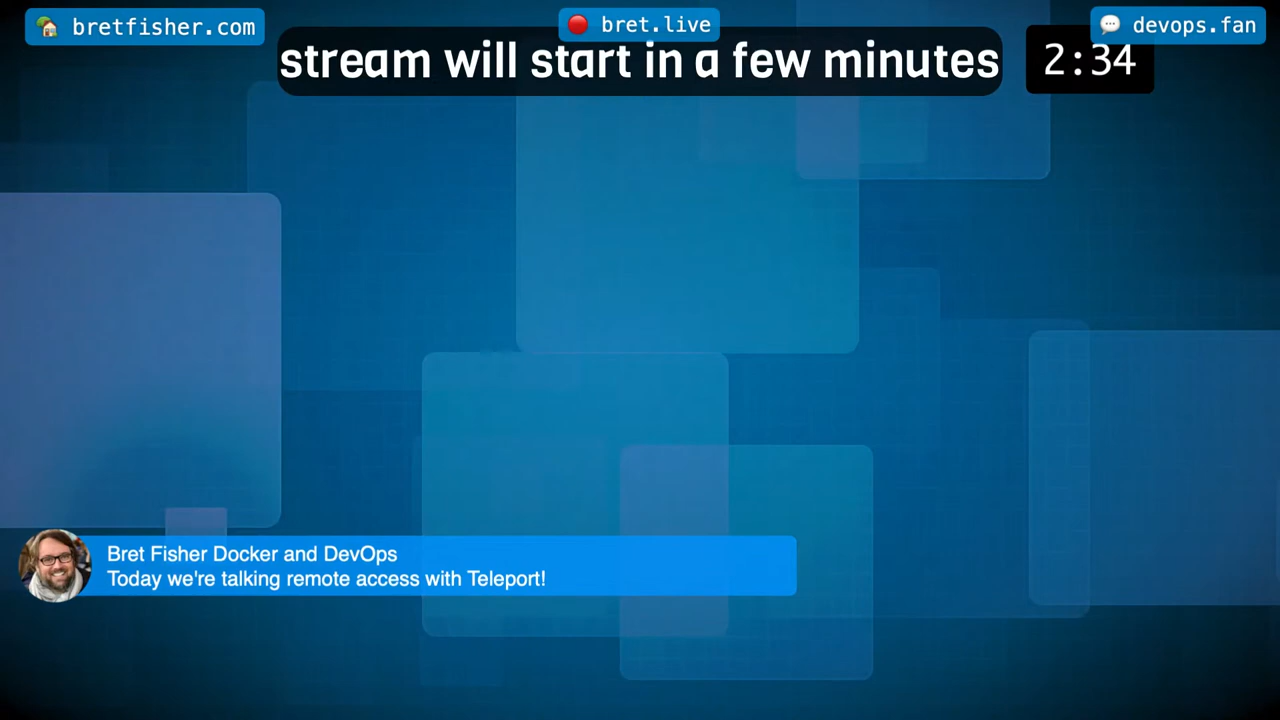 bretfisher.com
bret.live
devops.fan
stream will start in a few minutes
2:34
Bret Fisher Docker and DevOps
Today we're talking remote access with Teleport!